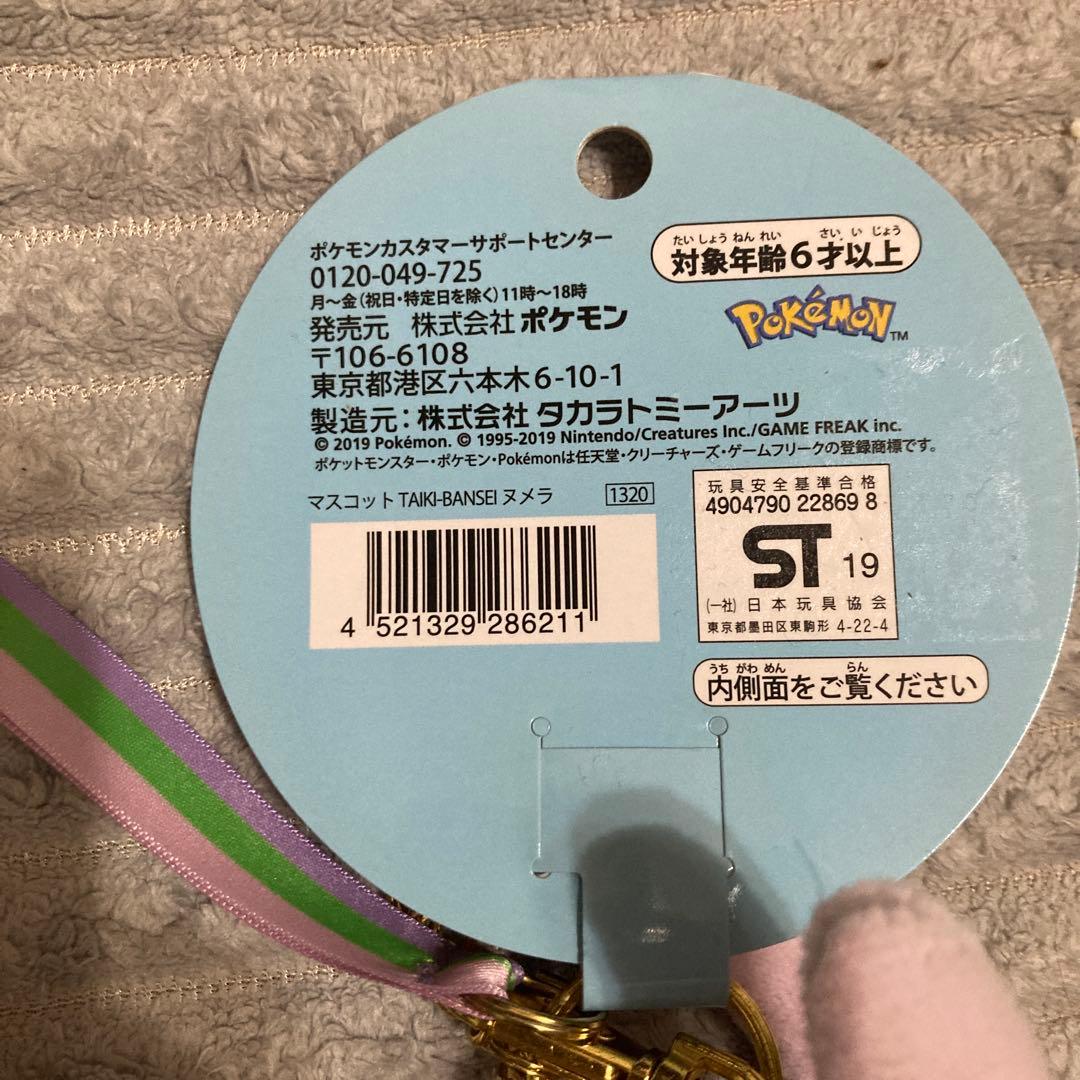 ポケモンカスタマーサポートセンター
0120-049-725
月～金（祝日・特定日を除く）11時～18時
発売元　株式会社 ポケモン
〒106-6108
東京都港区六本木6-10-1
製造元：株式会社 タカラトミーアーツ
© 2019 Pokémon. © 1995-2019 Nintendo/Creatures Inc./GAME FREAK inc.
ポケットモンスター・ポケモン・Pokémonは任天堂・クリーチャーズ・ゲームフリークの登録商標です。
マスコット TAIKI-BANSEI ヌメラ 1320
4 521329 286211
たいしょうねんれい さい いじょう
対象年齢6才以上
POKéMON™
玩具安全基準合格
4904790 22869 8
ST 19
(一社) 日本玩具協会
東京都墨田区東駒形 4-22-4
うちがわめん らん
内側面をご覧ください